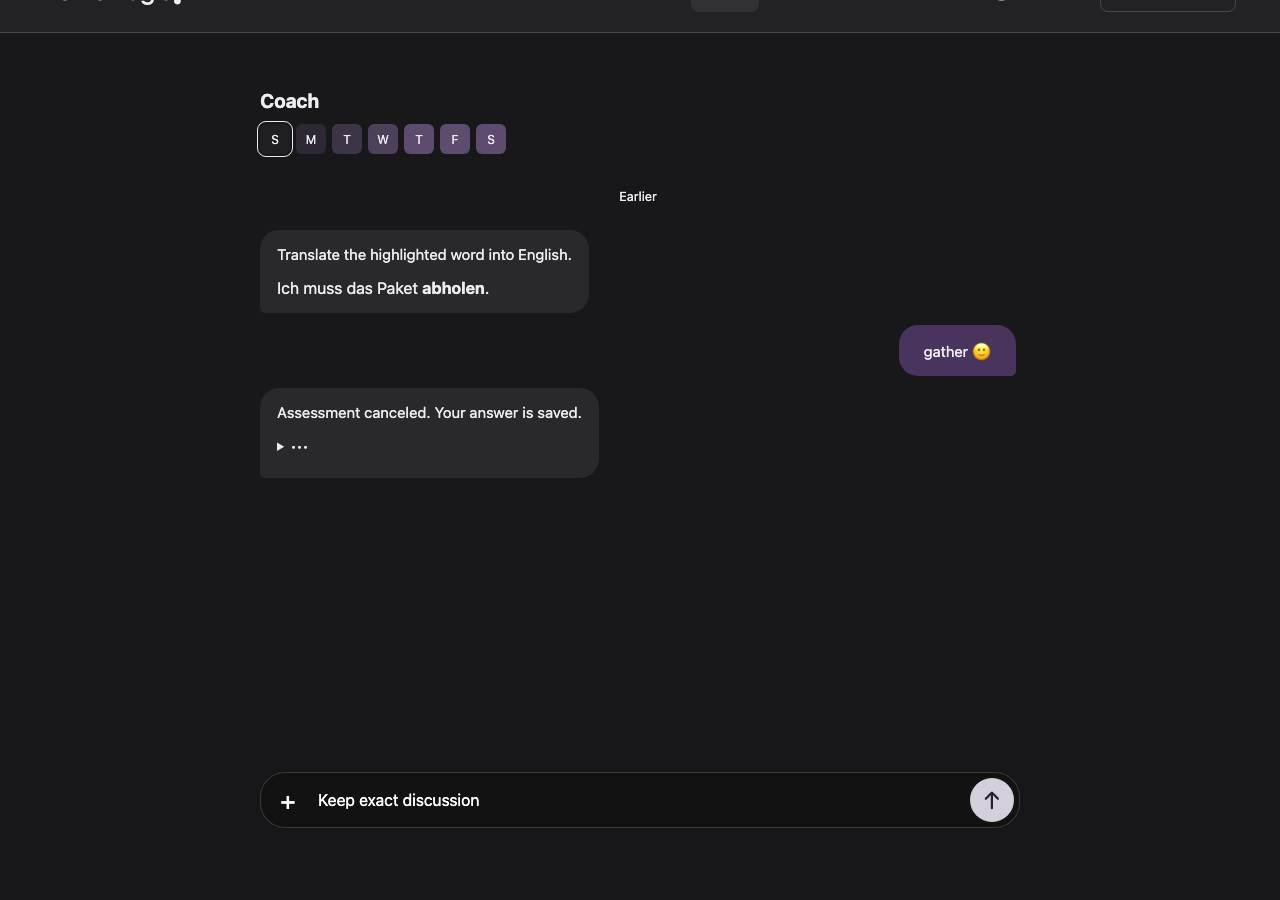 Coach
S M T W T F S
Earlier
Translate the highlighted word into English.
Ich muss das Paket abholen.
gather 🙂
Assessment canceled. Your answer is saved.
▶ •••
+ Keep exact discussion